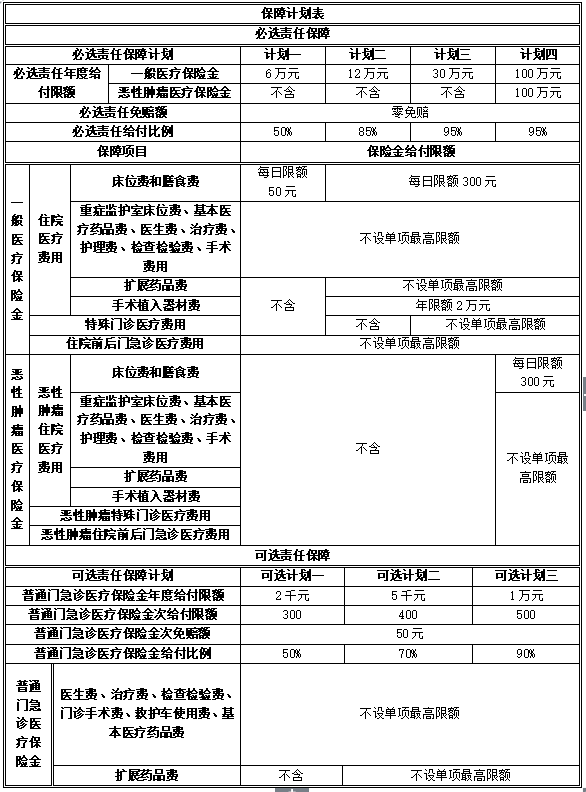 保障计划表
必选责任保障
必选责任保障计划 计划一 计划二 计划三 计划四
必选责任年度给付限额 一般医疗保险金 6万元 12万元 30万元 100万元
恶性肿瘤医疗保险金 不含 不含 不含 100万元
必选责任免赔额 零免赔
必选责任给付比例 50% 85% 95% 95%
保障项目 保险金给付限额
一般医疗保险金
住院医疗费用
床位费和膳食费
每日限额
50元
每日限额300元
重症监护室床位费、基本医
疗药品费、医生费、治疗费、
护理费、检查检验费、手术
费用
不设单项最高限额
扩展药品费 不含 不设单项最高限额
手术植入器材费 年限额2万元
特殊门诊医疗费用 不含 不设单项最高限额
住院前后门急诊医疗费用 不设单项最高限额
恶性肿瘤医疗保险金
恶性肿瘤住院医疗费用
床位费和膳食费
不含
每日限额
300元
重症监护室床位费、基本医
疗药品费、医生费、治疗费、
护理费、检查检验费、手术
费用
不设单项最
高限额
扩展药品费
手术植入器材费
恶性肿瘤特殊门诊医疗费用
恶性肿瘤住院前后门急诊医疗费用
可选责任保障
可选责任保障计划 可选计划一 可选计划二 可选计划三
普通门急诊医疗保险金年度给付限额 2千元 5千元 1万元
普通门急诊医疗保险金次给付限额 300 400 500
普通门急诊医疗保险金次免赔额 50元
普通门急诊医疗保险金给付比例 50% 70% 90%
普通
门急
诊医
疗保
险金
医生费、治疗费、检查检验费、
门诊手术费、救护车使用费、基
本医疗药品费
不设单项最高限额
扩展药品费 不含 不设单项最高限额